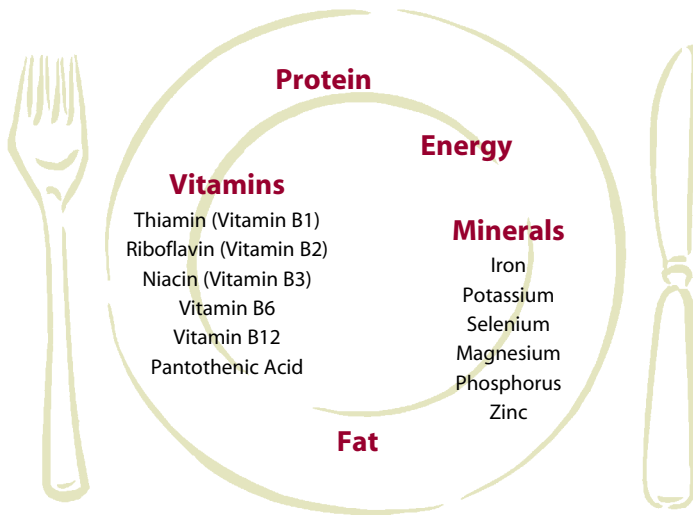 Protein
Energy
Vitamins
Thiamin (Vitamin B1)
Riboflavin (Vitamin B2)
Niacin (Vitamin B3)
Vitamin B6
Vitamin B12
Pantothenic Acid
Minerals
Iron
Potassium
Selenium
Magnesium
Phosphorus
Zinc
Fat